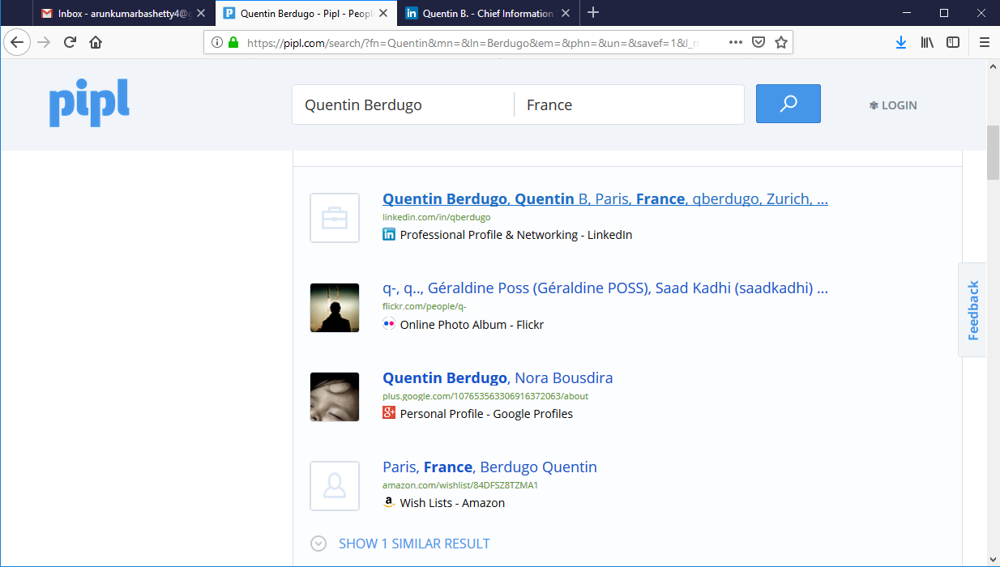 Inbox - arunkumarbashetty4@g
Quentin Berdugo - Pipl - Peopl
Quentin B. - Chief Information
https://pipl.com/search/?fn=Quentin&mn=&ln=Berdugo&em=&phn=&un=&savef=1&l_m
pipl
Quentin Berdugo
France
LOGIN
Quentin Berdugo, Quentin B, Paris, France, qberdugo, Zurich, ...
linkedin.com/in/qberdugo
in Professional Profile & Networking - LinkedIn
q-, q.., Géraldine Poss (Géraldine POSS), Saad Kadhi (saadkadhi) ...
flickr.com/people/q-
Online Photo Album - Flickr
Feedback
Quentin Berdugo, Nora Bousdira
plus.google.com/107653563306916372063/about
g+ Personal Profile - Google Profiles
Paris, France, Berdugo Quentin
amazon.com/wishlist/84DFSZ8TZMA1
a Wish Lists - Amazon
SHOW 1 SIMILAR RESULT